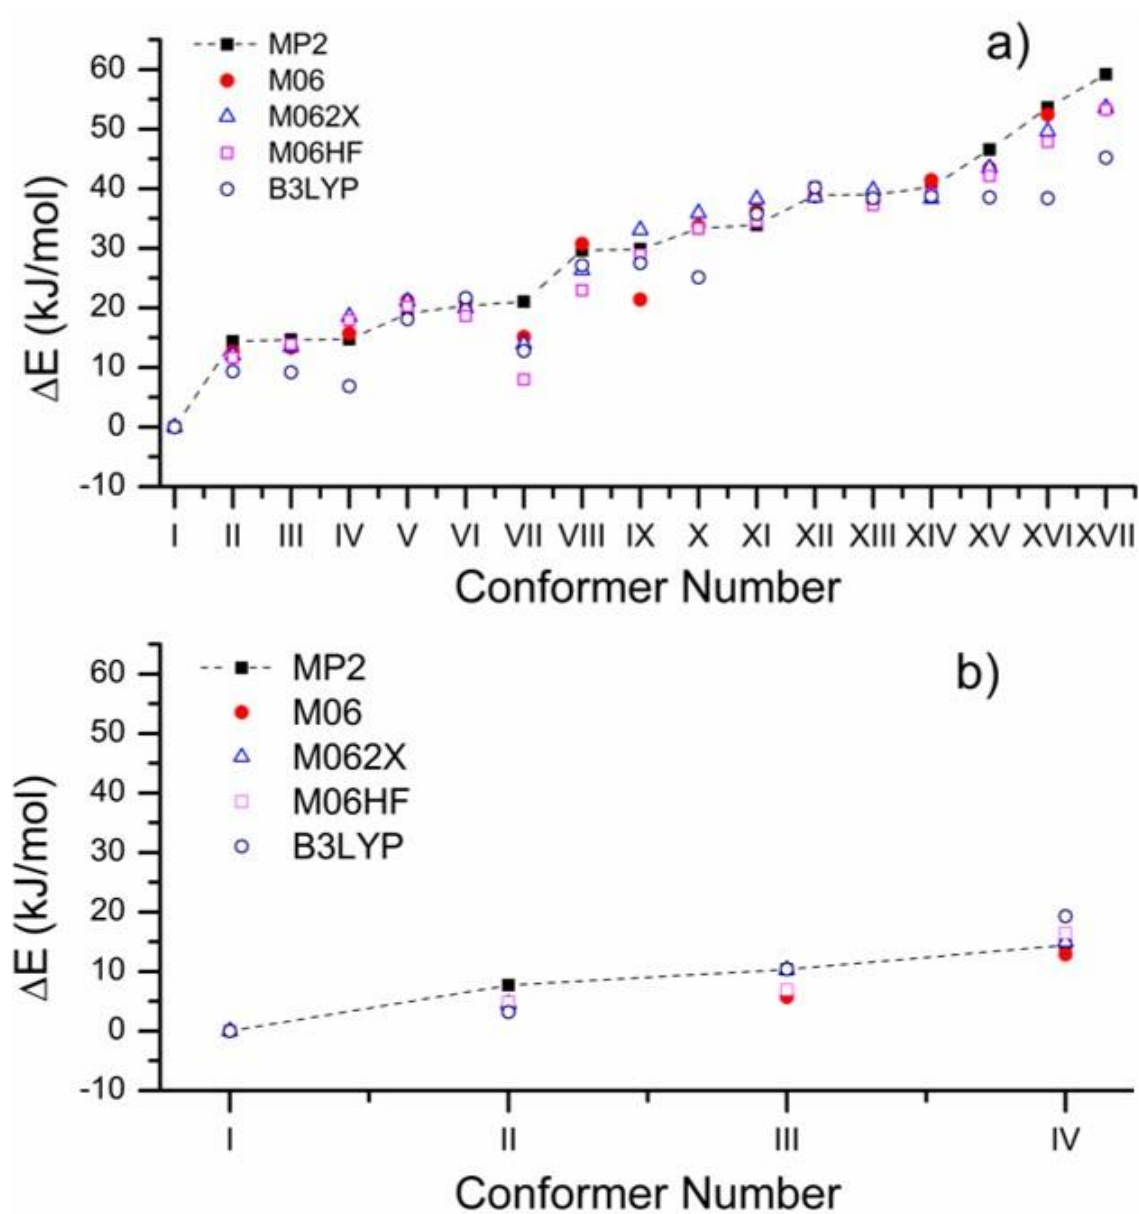 a)
MP2
M06
M062X
M06HF
B3LYP
60
50
40
30
20
10
0
-10
ΔE (kJ/mol)
I II III IV V VI VII VIII IX X XI XII XIII XIV XV XVI XVII
Conformer Number
b)
MP2
M06
M062X
M06HF
B3LYP
60
50
40
30
20
10
0
-10
ΔE (kJ/mol)
I II III IV
Conformer Number